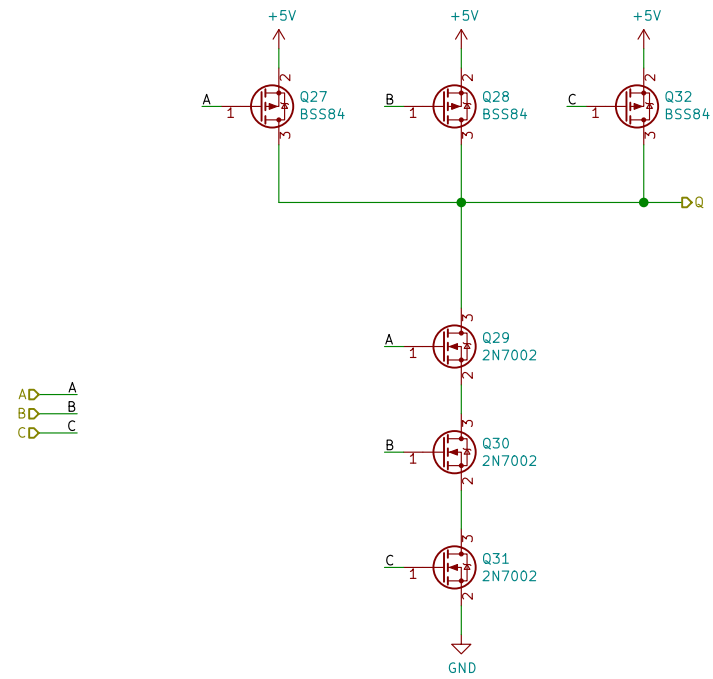 +5V +5V +5V
2 2 2
A 1 Q27 B 1 Q28 C 1 Q32
BSS84 BSS84 BSS84
3 3 3
Q
3
A 1 Q29
2N7002
2
A A
B B
C C
3
B 1 Q30
2N7002
2
3
C 1 Q31
2N7002
2
GND